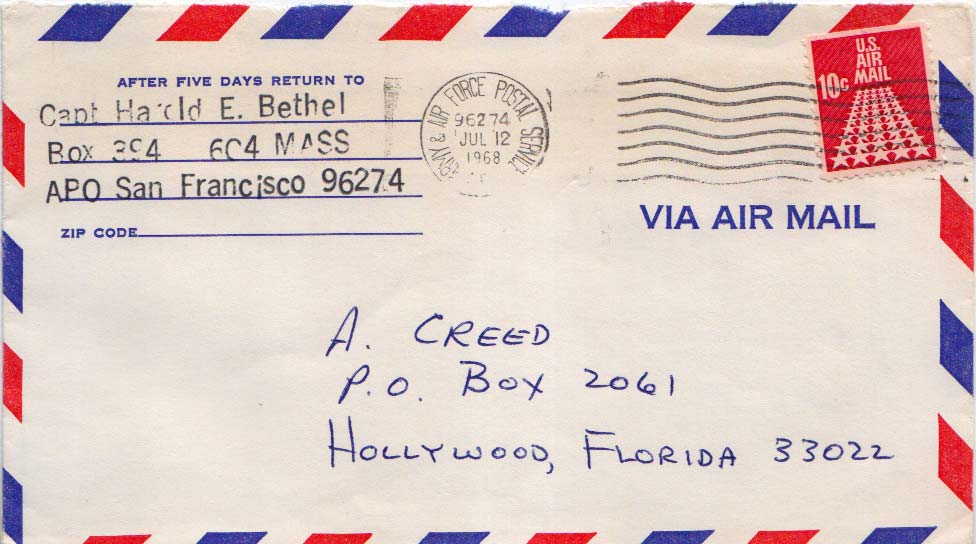 AFTER FIVE DAYS RETURN TO
Capt Harold E. Bethel
Box 394 604 MASS
APO San Francisco 96274
ZIP CODE
ARMY & AIR FORCE POSTAL SERVICE
96274
JUL 12
1968
U.S.
AIR
MAIL
10c
VIA AIR MAIL
A. CREED
P.O. BOX 2061
HOLLYWOOD, FLORIDA 33022